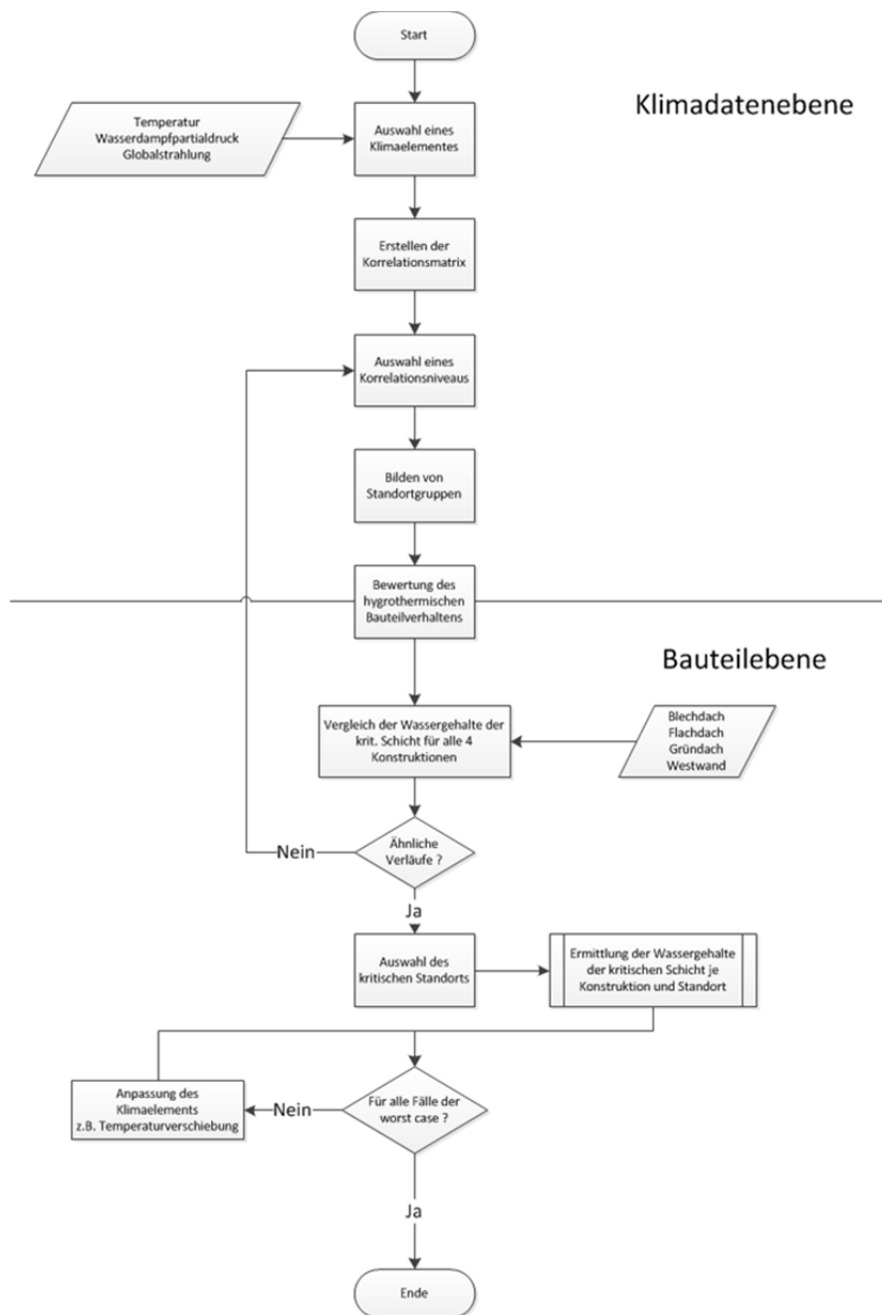 Start
Klimadatenebene
Temperatur
Wasserdampfpartialdruck
Globalstrahlung
Auswahl eines
Klimaelementes
Erstellen der
Korrelationsmatrix
Auswahl eines
Korrelationsniveaus
Bilden von
Standortgruppen
Bewertung des
hygrothermischen
Bauteilverhaltens
Bauteilebene
Vergleich der Wassergehalte der
krit. Schicht für alle 4
Konstruktionen
Blechdach
Flachdach
Gründach
Westwand
Ähnliche
Verläufe ?
Nein
Ja
Auswahl des
kritischen Standorts
Ermittlung der Wassergehalte
der kritischen Schicht je
Konstruktion und Standort
Anpassung des
Klimaelements
z.B. Temperaturverschiebung
Nein
Für alle Fälle der
worst case ?
Ja
Ende